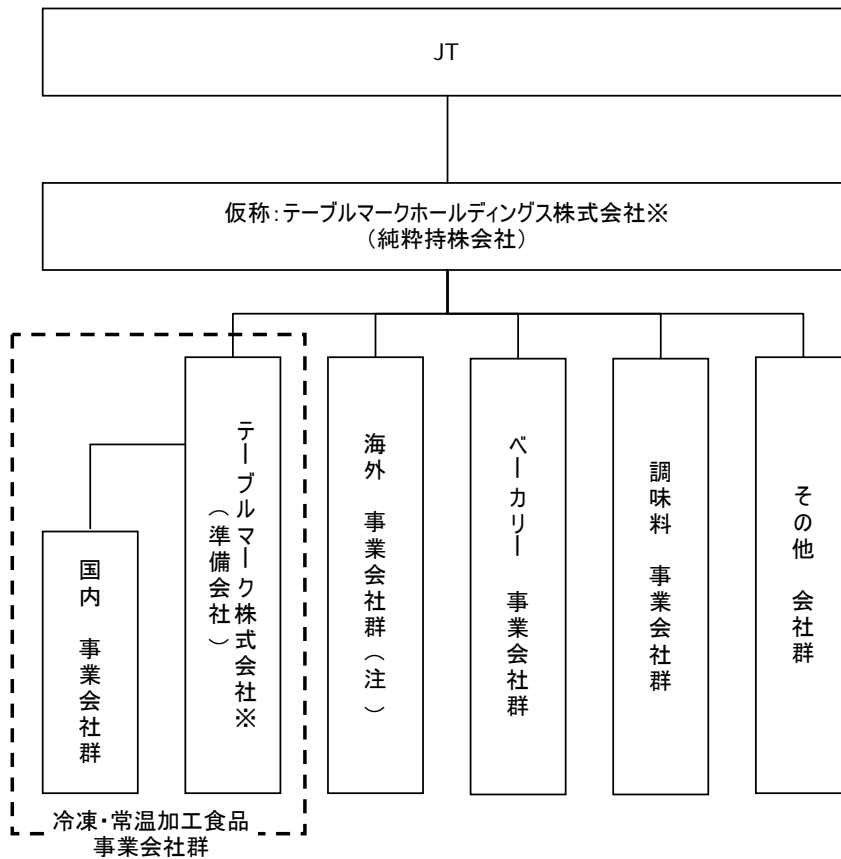 JT
仮称：テーブルマークホールディングス株式会社※
（純粋持株会社）
国内　事業会社群
テーブルマーク株式会社※
（準備会社）
海外　事業会社群（注）
ベーカリー　事業会社群
調味料　事業会社群
その他　会社群
冷凍・常温加工食品
事業会社群